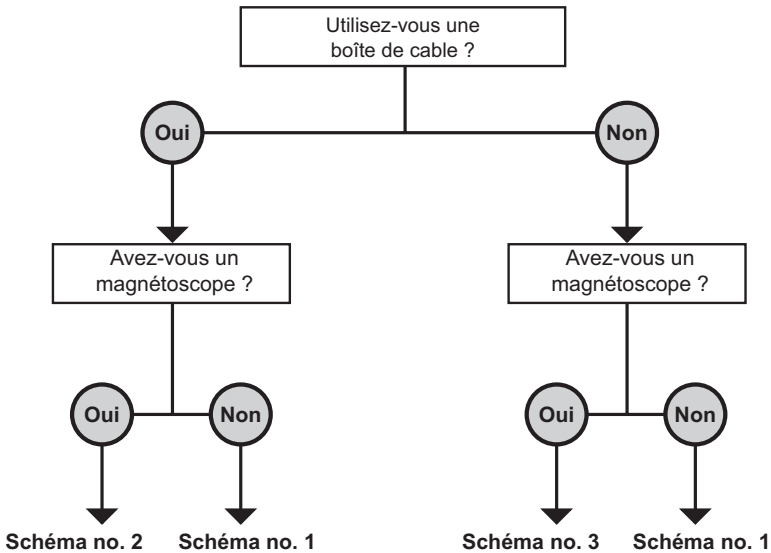 Utilisez-vous une
boîte de cable ?
Oui
Non
Avez-vous un
magnétoscope ?
Avez-vous un
magnétoscope ?
Oui
Non
Oui
Non
Schéma no. 2
Schéma no. 1
Schéma no. 3
Schéma no. 1